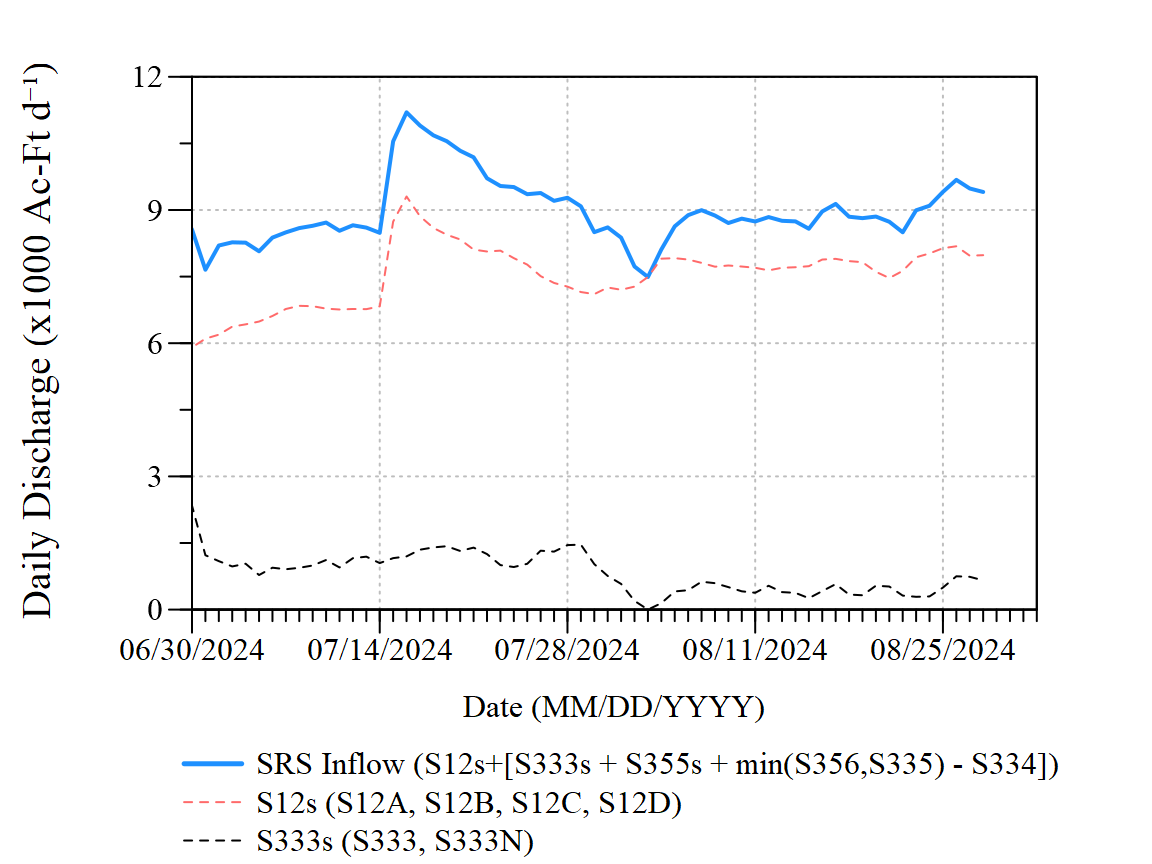 Daily Discharge (x1000 Ac-Ft d⁻¹)
12
9
6
3
0
06/30/2024 07/14/2024 07/28/2024 08/11/2024 08/25/2024
Date (MM/DD/YYYY)
SRS Inflow (S12s+[S333s + S355s + min(S356,S335) - S334])
S12s (S12A, S12B, S12C, S12D)
S333s (S333, S333N)